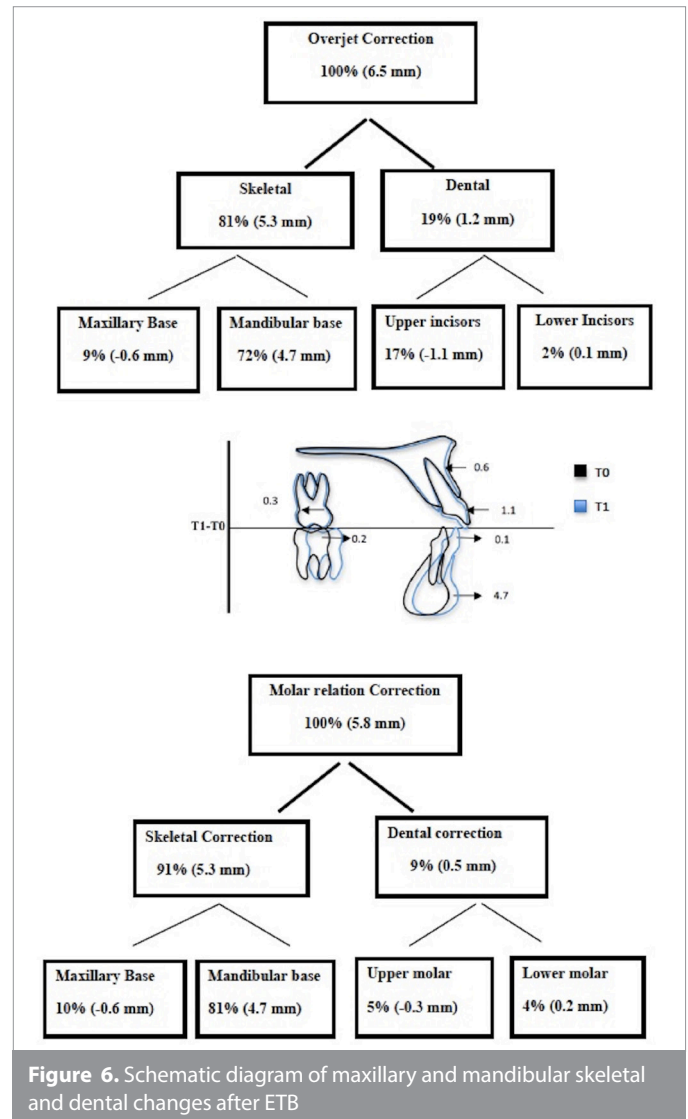 Overjet Correction
100% (6.5 mm)
Skeletal
81% (5.3 mm)
Dental
19% (1.2 mm)
Maxillary Base
9% (-0.6 mm)
Mandibular base
72% (4.7 mm)
Upper incisors
17% (-1.1 mm)
Lower Incisors
2% (0.1 mm)
0.6
T0
0.3
1.1
T1
T1-T0
0.2
0.1
4.7
Molar relation Correction
100% (5.8 mm)
Skeletal Correction
91% (5.3 mm)
Dental correction
9% (0.5 mm)
Maxillary Base
10% (-0.6 mm)
Mandibular base
81% (4.7 mm)
Upper molar
5% (-0.3 mm)
Lower molar
4% (0.2 mm)
Figure 6. Schematic diagram of maxillary and mandibular skeletal
and dental changes after ETB